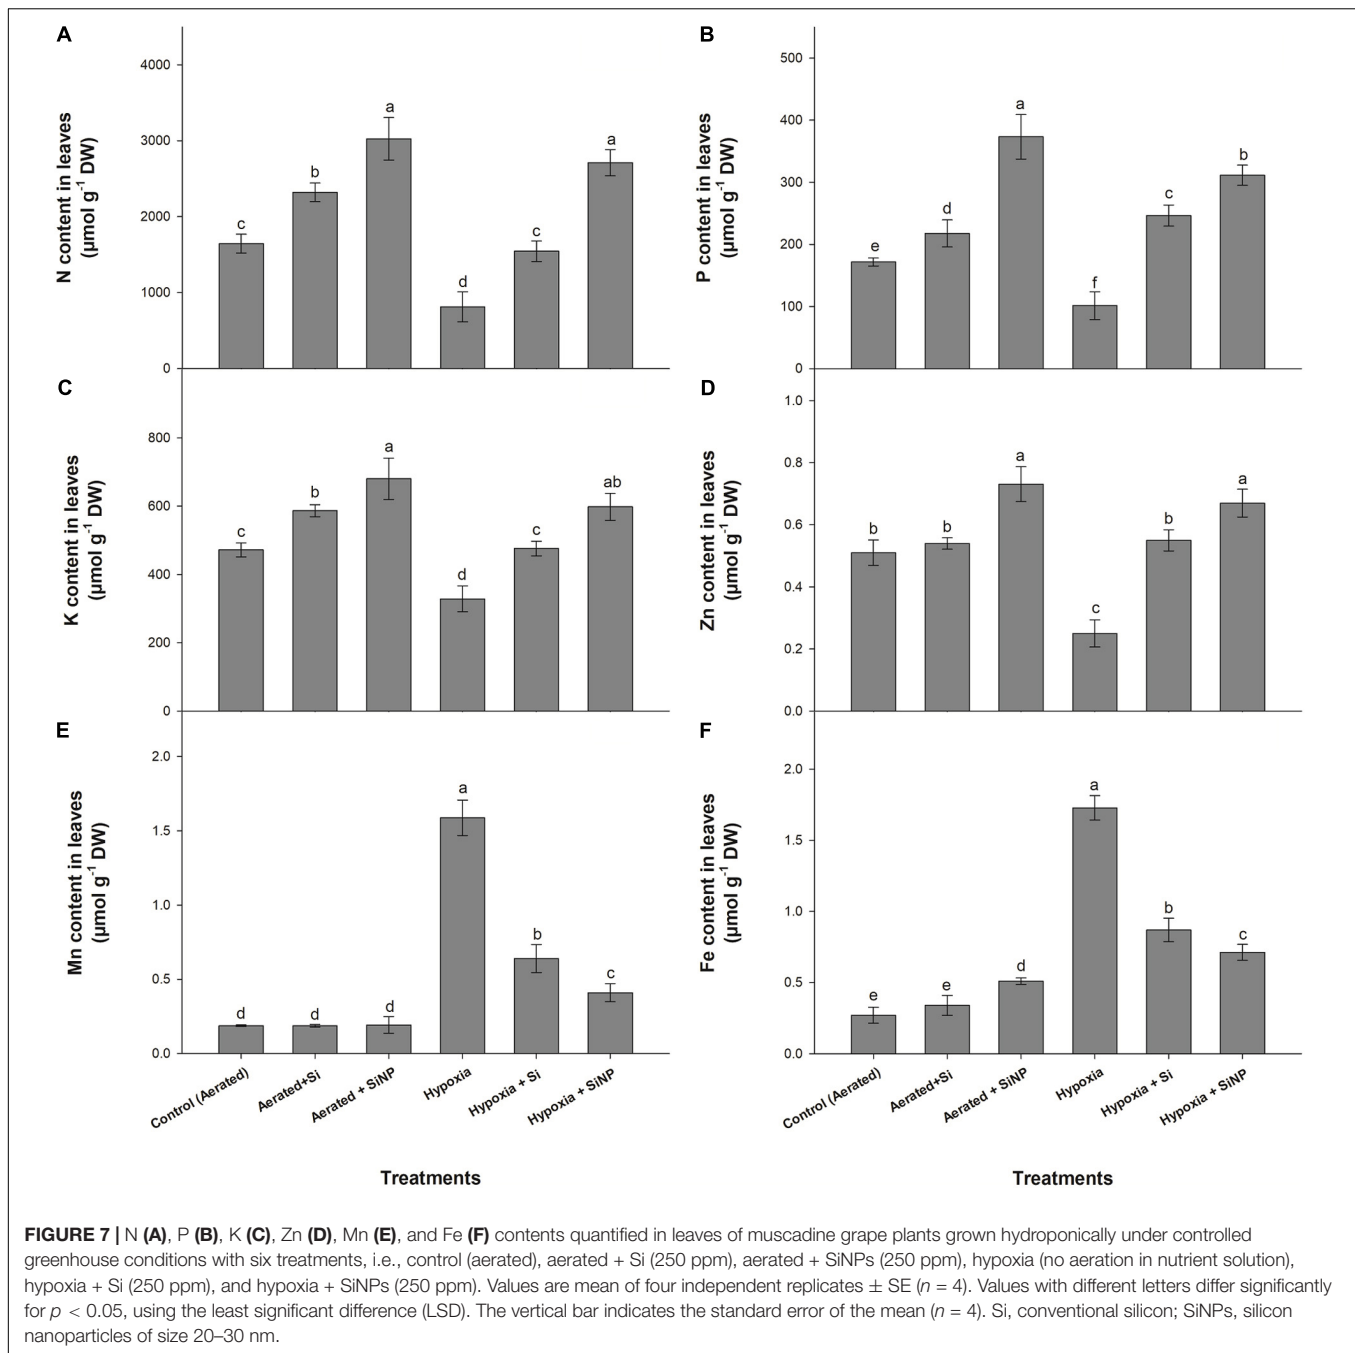 A
N content in leaves
(µmol g-1 DW)
4000
3000
2000
1000
0
c
b
a
d
c
a
B
P content in leaves
(µmol g-1 DW)
500
400
300
200
100
0
e
d
a
f
c
b
C
K content in leaves
(µmol g-1 DW)
800
600
400
200
0
c
b
a
d
c
ab
D
Zn content in leaves
(µmol g-1 DW)
1.0
0.8
0.6
0.4
0.2
0.0
b
b
a
c
b
a
E
Mn content in leaves
(µmol g-1 DW)
2.0
1.5
1.0
0.5
0.0
d
d
d
a
b
c
Control (Aerated)
Aerated+Si
Aerated + SiNP
Hypoxia
Hypoxia + Si
Hypoxia + SiNP
Treatments
F
Fe content in leaves
(µmol g-1 DW)
2.0
1.5
1.0
0.5
0.0
e
e
d
a
b
c
Control (Aerated)
Aerated+Si
Aerated + SiNP
Hypoxia
Hypoxia + Si
Hypoxia + SiNP
Treatments
FIGURE 7 | N (A), P (B), K (C), Zn (D), Mn (E), and Fe (F) contents quantified in leaves of muscadine grape plants grown hydroponically under controlled
greenhouse conditions with six treatments, i.e., control (aerated), aerated + Si (250 ppm), aerated + SiNPs (250 ppm), hypoxia (no aeration in nutrient solution),
hypoxia + Si (250 ppm), and hypoxia + SiNPs (250 ppm). Values are mean of four independent replicates ± SE (n = 4). Values with different letters differ significantly
for p < 0.05, using the least significant difference (LSD). The vertical bar indicates the standard error of the mean (n = 4). Si, conventional silicon; SiNPs, silicon
nanoparticles of size 20–30 nm.